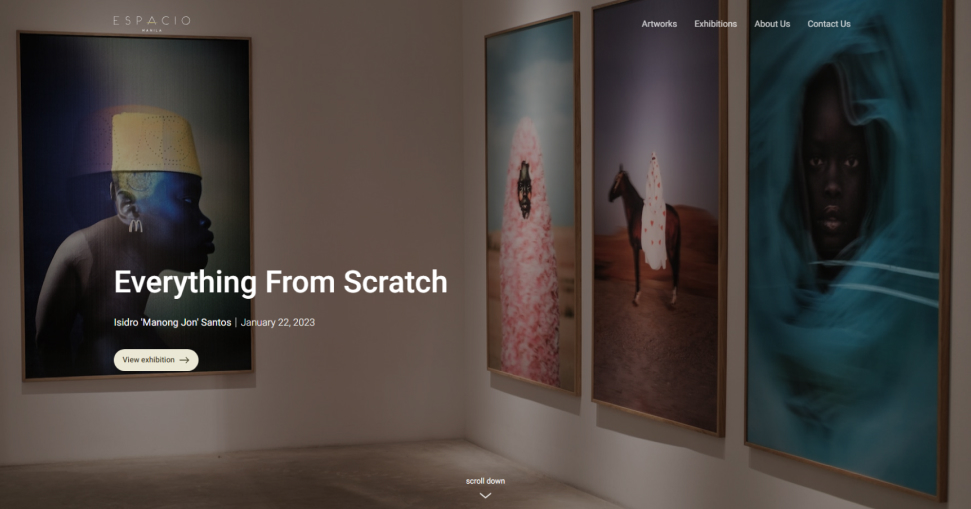 ESPACIO
MANILA
Artworks
Exhibitions
About Us
Contact Us
Everything From Scratch
Isidro 'Manong Jon' Santos | January 22, 2023
View exhibition →
scroll down